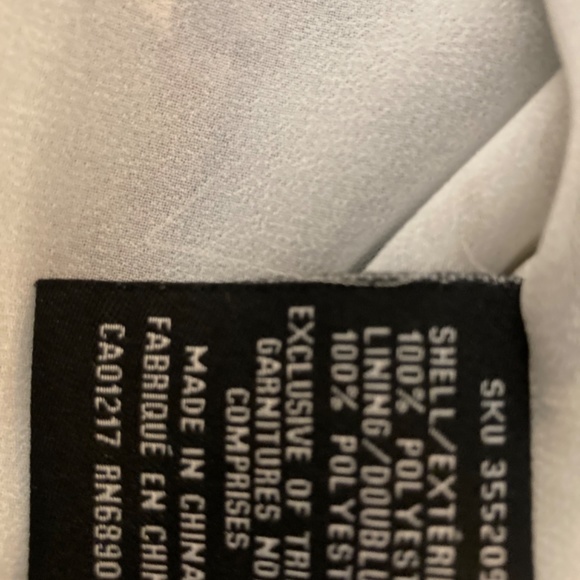 SKU 355205
SHELL/EXTÉRI
100% POLYEST
LINING/DOUBLU
100% POLYEST
EXCLUSIVE OF TRI
GARNITURES NO
COMPRISES
MADE IN CHINA
FABRIQUÉ EN CHIN
CA01217 RN6890